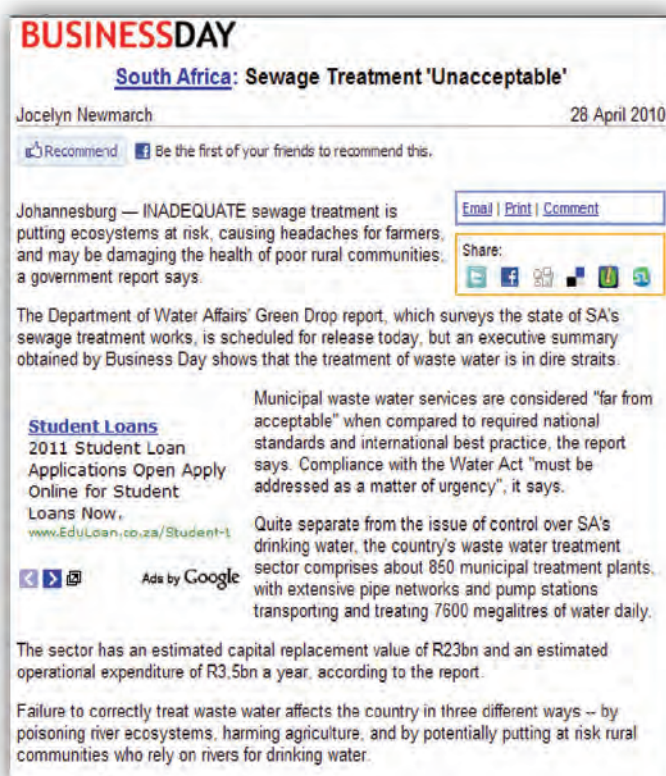 BUSINESSDAY
South Africa: Sewage Treatment 'Unacceptable'
Jocelyn Newmarch 28 April 2010
Recommend Be the first of your friends to recommend this.
Johannesburg — INADEQUATE sewage treatment is
putting ecosystems at risk, causing headaches for farmers,
and may be damaging the health of poor rural communities,
a government report says.
Email | Print | Comment
Share:
The Department of Water Affairs' Green Drop report, which surveys the state of SA's
sewage treatment works, is scheduled for release today, but an executive summary
obtained by Business Day shows that the treatment of waste water is in dire straits.
Student Loans
2011 Student Loan
Applications Open Apply
Online for Student
Loans Now.
www.EduLoan.co.za/Student-L
Ads by Google
Municipal waste water services are considered "far from
acceptable" when compared to required national
standards and international best practice, the report
says. Compliance with the Water Act "must be
addressed as a matter of urgency", it says.
Quite separate from the issue of control over SA's
drinking water, the country's waste water treatment
sector comprises about 850 municipal treatment plants,
with extensive pipe networks and pump stations
transporting and treating 7600 megalitres of water daily.
The sector has an estimated capital replacement value of R23bn and an estimated
operational expenditure of R3,5bn a year, according to the report.
Failure to correctly treat waste water affects the country in three different ways -- by
poisoning river ecosystems, harming agriculture, and by potentially putting at risk rural
communities who rely on rivers for drinking water.